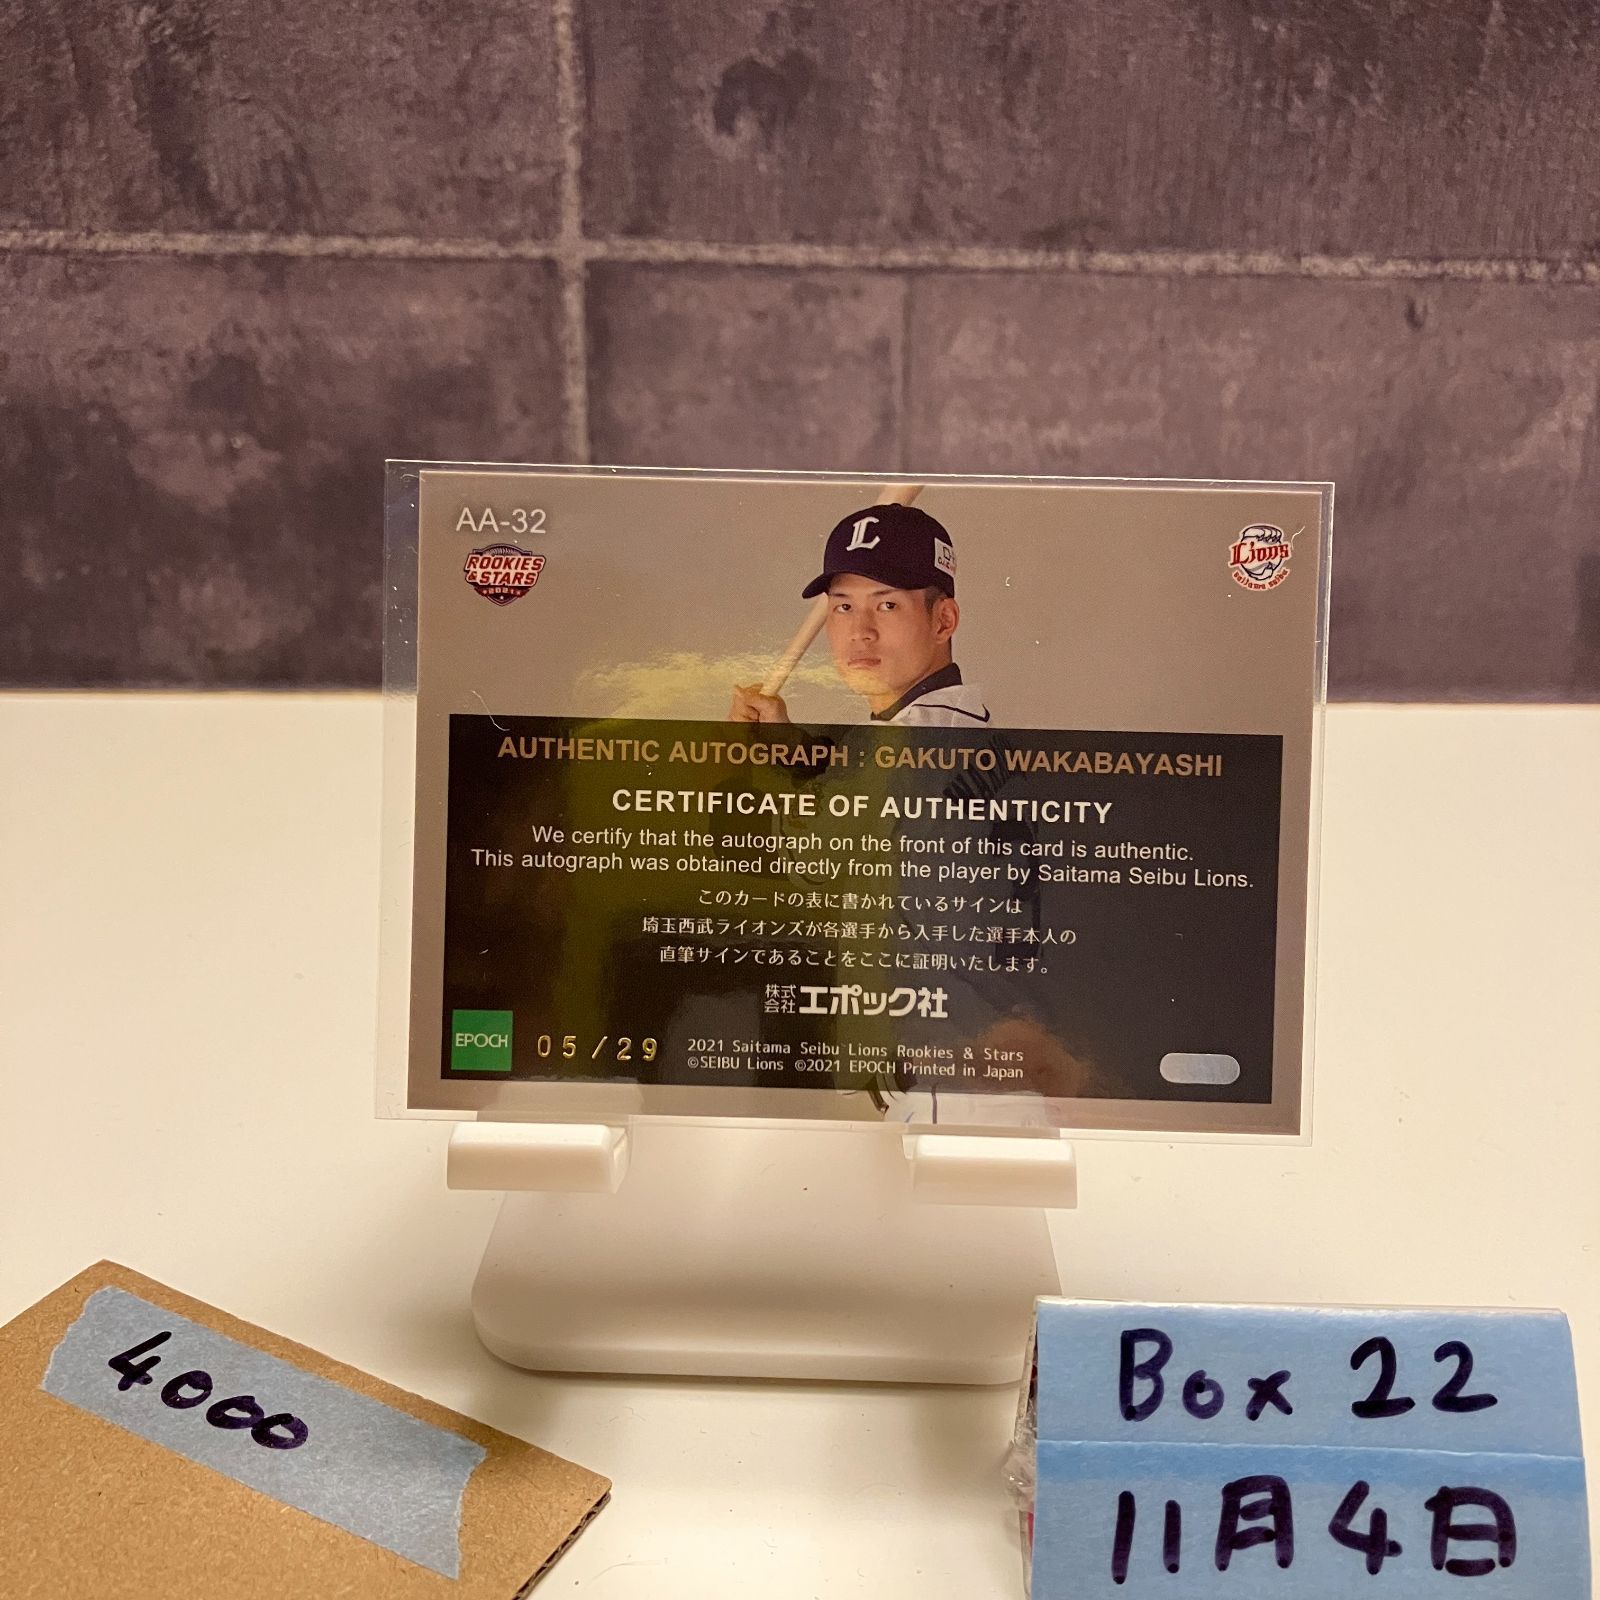 AA-32
ROOKIES
& STARS
2021
L
Lions
saitama seibu
AUTHENTIC AUTOGRAPH : GAKUTO WAKABAYASHI
CERTIFICATE OF AUTHENTICITY
We certify that the autograph on the front of this card is authentic.
This autograph was obtained directly from the player by Saitama Seibu Lions.
このカードの表に書かれているサインは
埼玉西武ライオンズが各選手から入手した選手本人の
直筆サインであることをここに証明いたします。
株式会社エポック社
EPOCH
05/29
2021 Saitama Seibu Lions Rookies & Stars
©SEIBU Lions ©2021 EPOCH Printed in Japan
4000
Box 22
11月4日